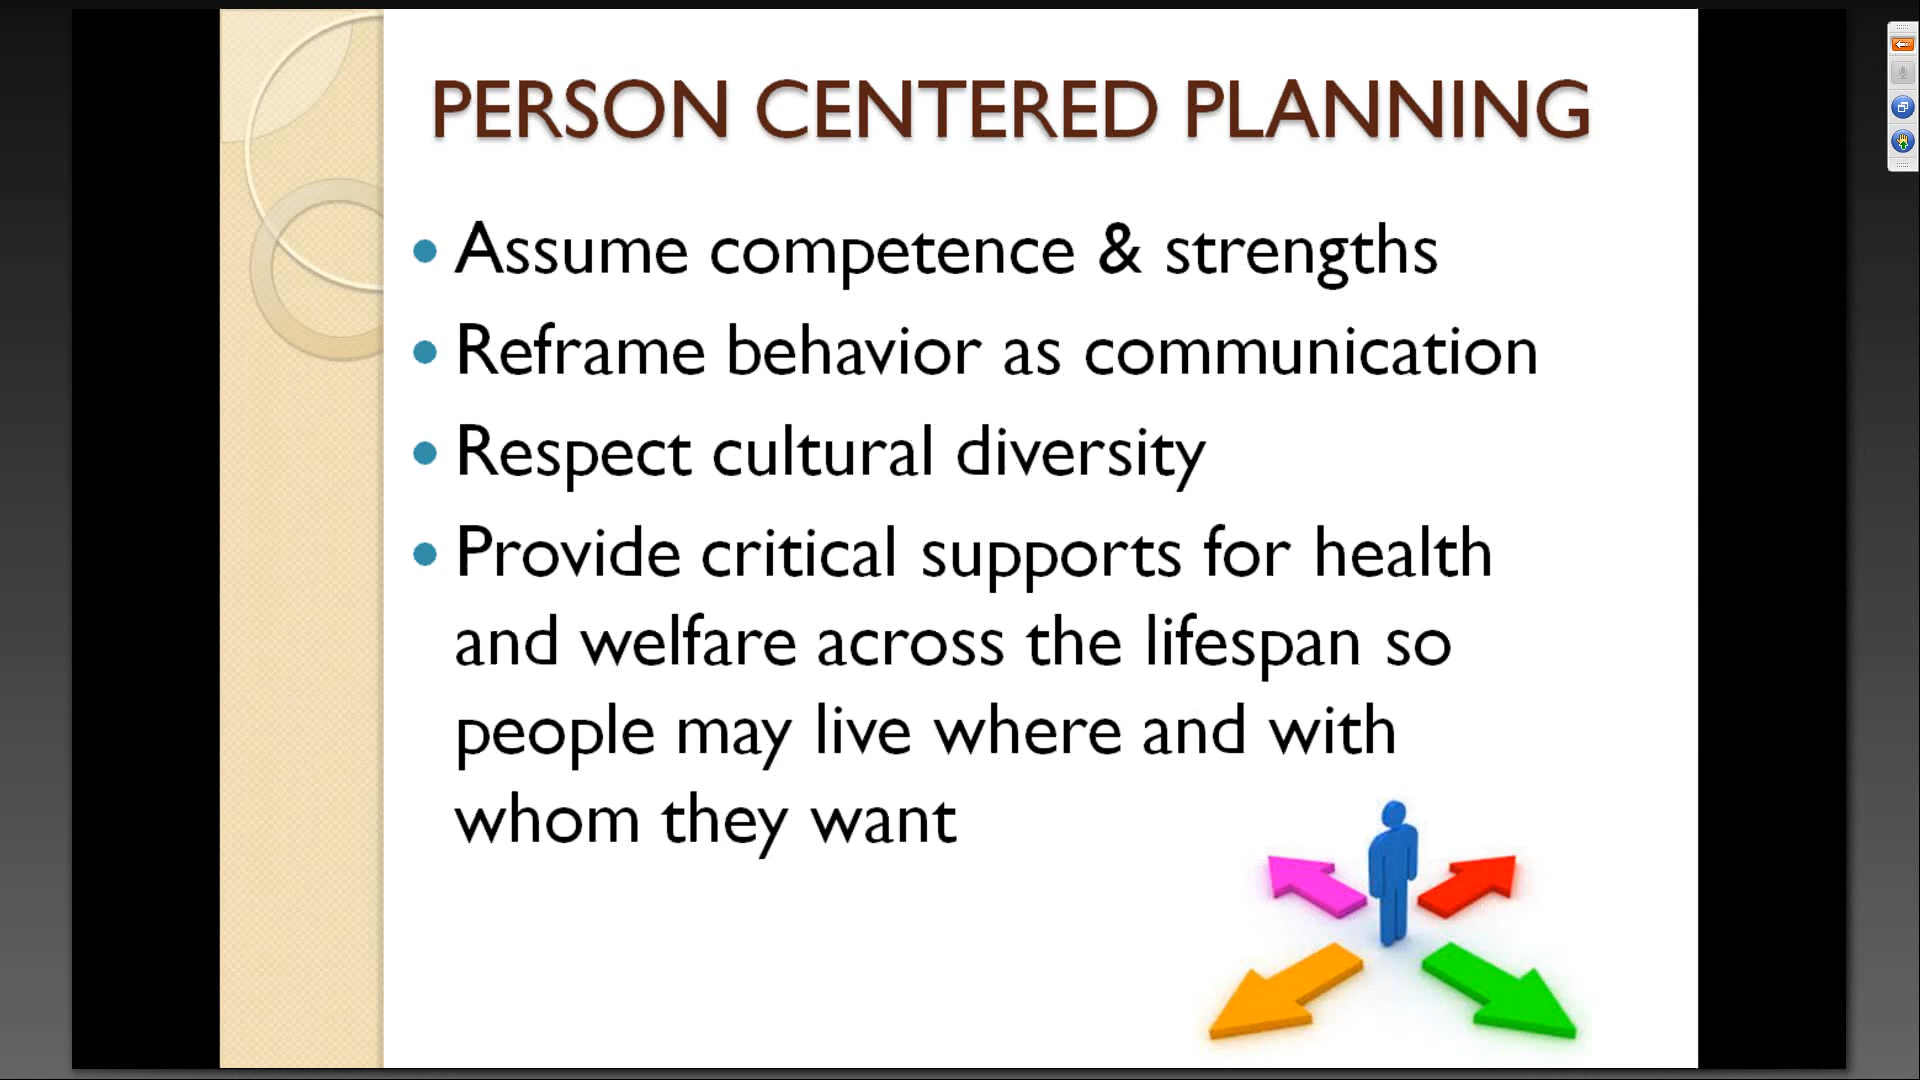 PERSON CENTERED PLANNING
• Assume competence & strengths
• Reframe behavior as communication
• Respect cultural diversity
• Provide critical supports for health
and welfare across the lifespan so
people may live where and with
whom they want